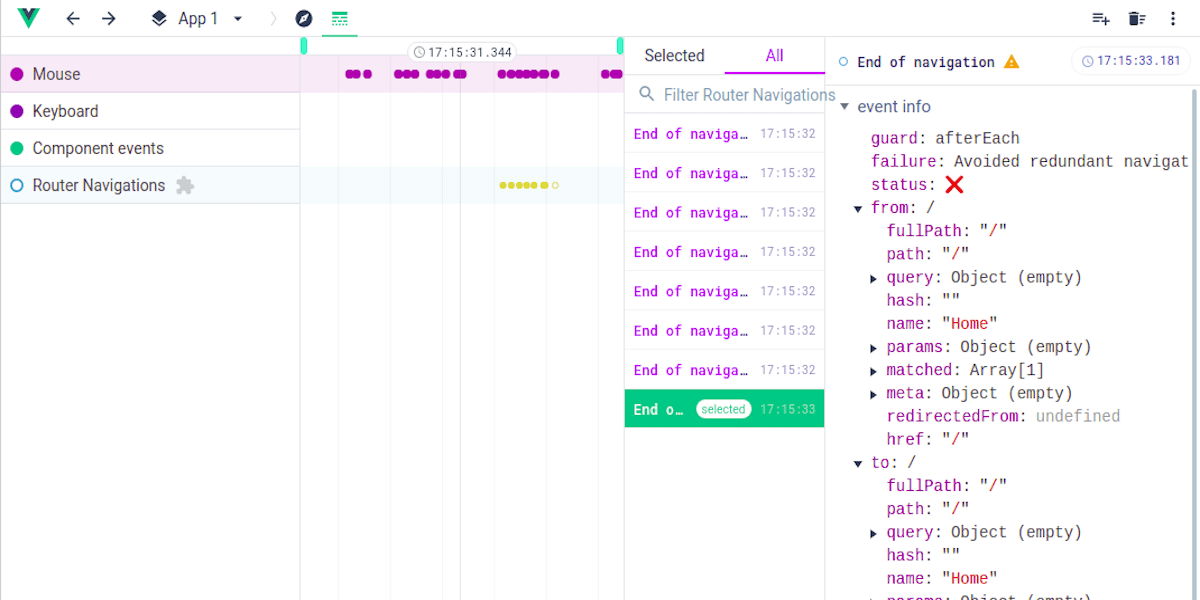 App 1
17:15:31.344
Mouse
Keyboard
Component events
Router Navigations
Selected All
Filter Router Navigations
End of naviga… 17:15:32
End of naviga… 17:15:32
End of naviga… 17:15:32
End of naviga… 17:15:32
End of naviga… 17:15:32
End of naviga… 17:15:32
End of naviga… 17:15:32
End o… selected 17:15:33
End of navigation 17:15:33.181
event info
guard: afterEach
failure: Avoided redundant navigat
status:
from: /
fullPath: "/"
path: "/"
query: Object (empty)
hash: ""
name: "Home"
params: Object (empty)
matched: Array[1]
meta: Object (empty)
redirectedFrom: undefined
href: "/"
to: /
fullPath: "/"
path: "/"
query: Object (empty)
hash: ""
name: "Home"
params: Object (empty)